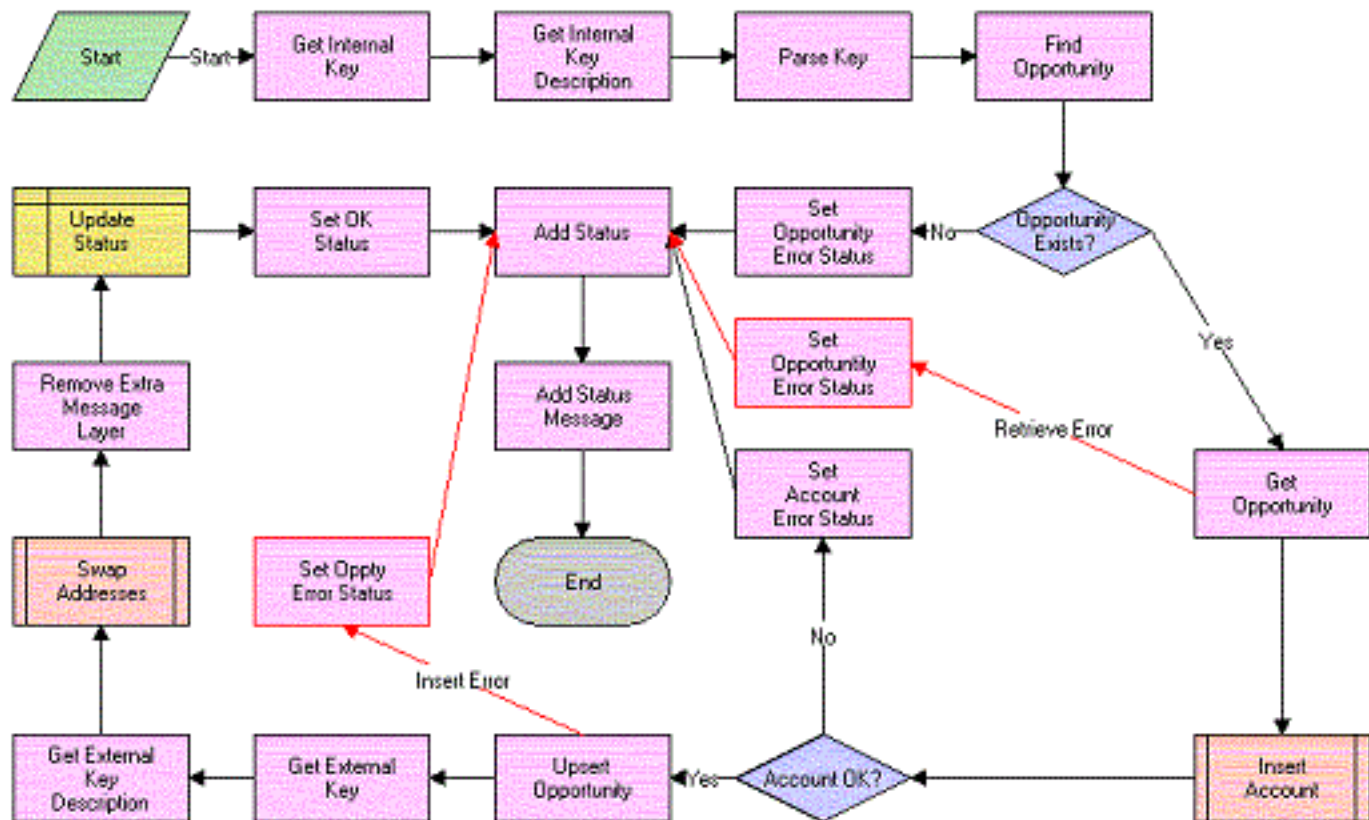 Start
Start
Get Internal
Key
Get Internal
Key
Description
Parse Key
Find
Opportunity
Update
Status
Set OK
Status
Add Status
Set
Opportunity
Error Status
No
Opportunity
Exists?
Yes
Remove Extra
Message
Layer
Add Status
Message
Set
Opportuntity
Error Status
Retrieve Error
Set
Account
Error Status
Get
Opportunity
Swap
Addresses
Set Oppty
Error Status
End
No
Insert Error
Get External
Key
Description
Get External
Key
Upsert
Opportunity
Yes
Account OK?
Insert
Account